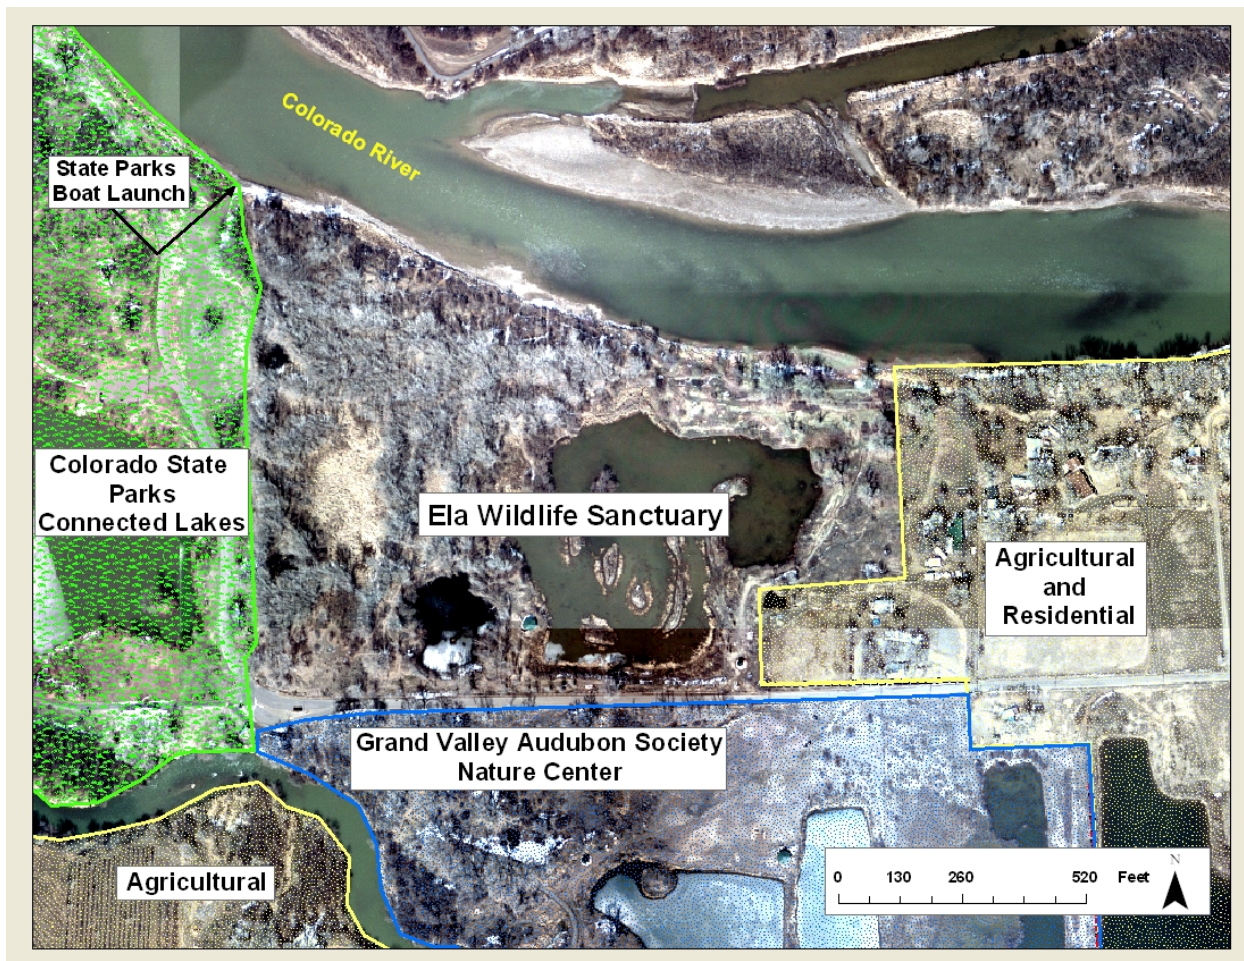 Colorado River
State Parks
Boat Launch
Colorado State
Parks
Connected Lakes
Ela Wildlife Sanctuary
Agricultural
and
Residential
Grand Valley Audubon Society
Nature Center
Agricultural
N
0 130 260 520 Feet